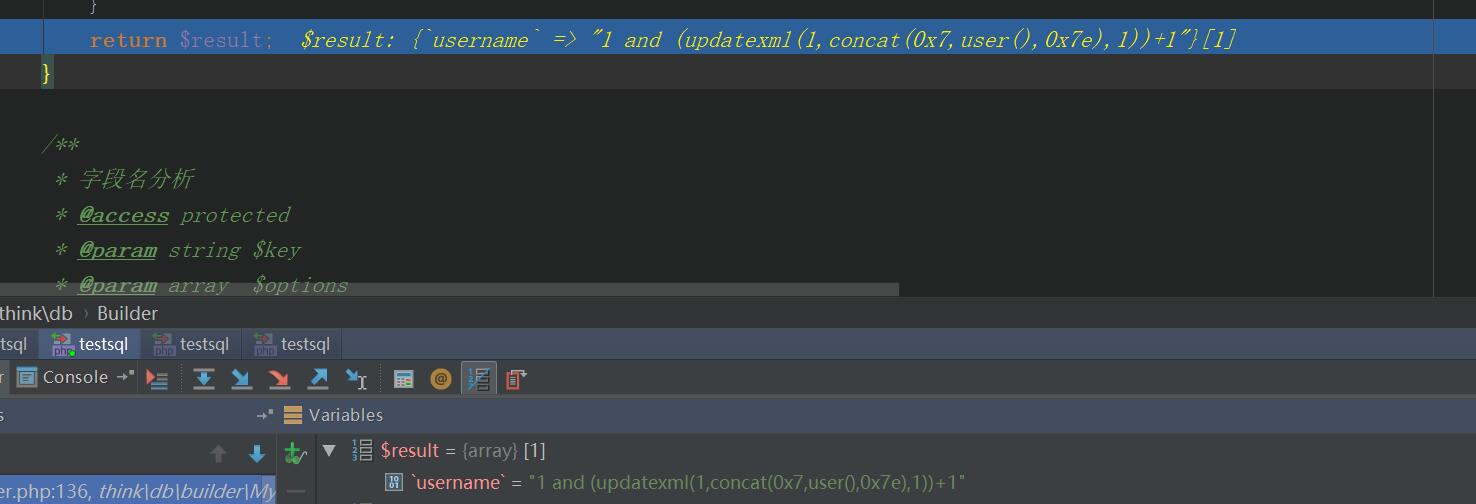 }
return $result;  $result: {`username` => "1 and (updatexml(1,concat(0x7,user(),0x7e),1))+1"}[1]
}
/**
* 字段名分析
* @access protected
* @param string $key
* @param array  $options
think\db › Builder
tsql testsql testsql testsql
r Console
s Variables
$result = {array} [1]
`username` = "1 and (updatexml(1,concat(0x7,user(),0x7e),1))+1"
er.php:136, think\db\builder\My